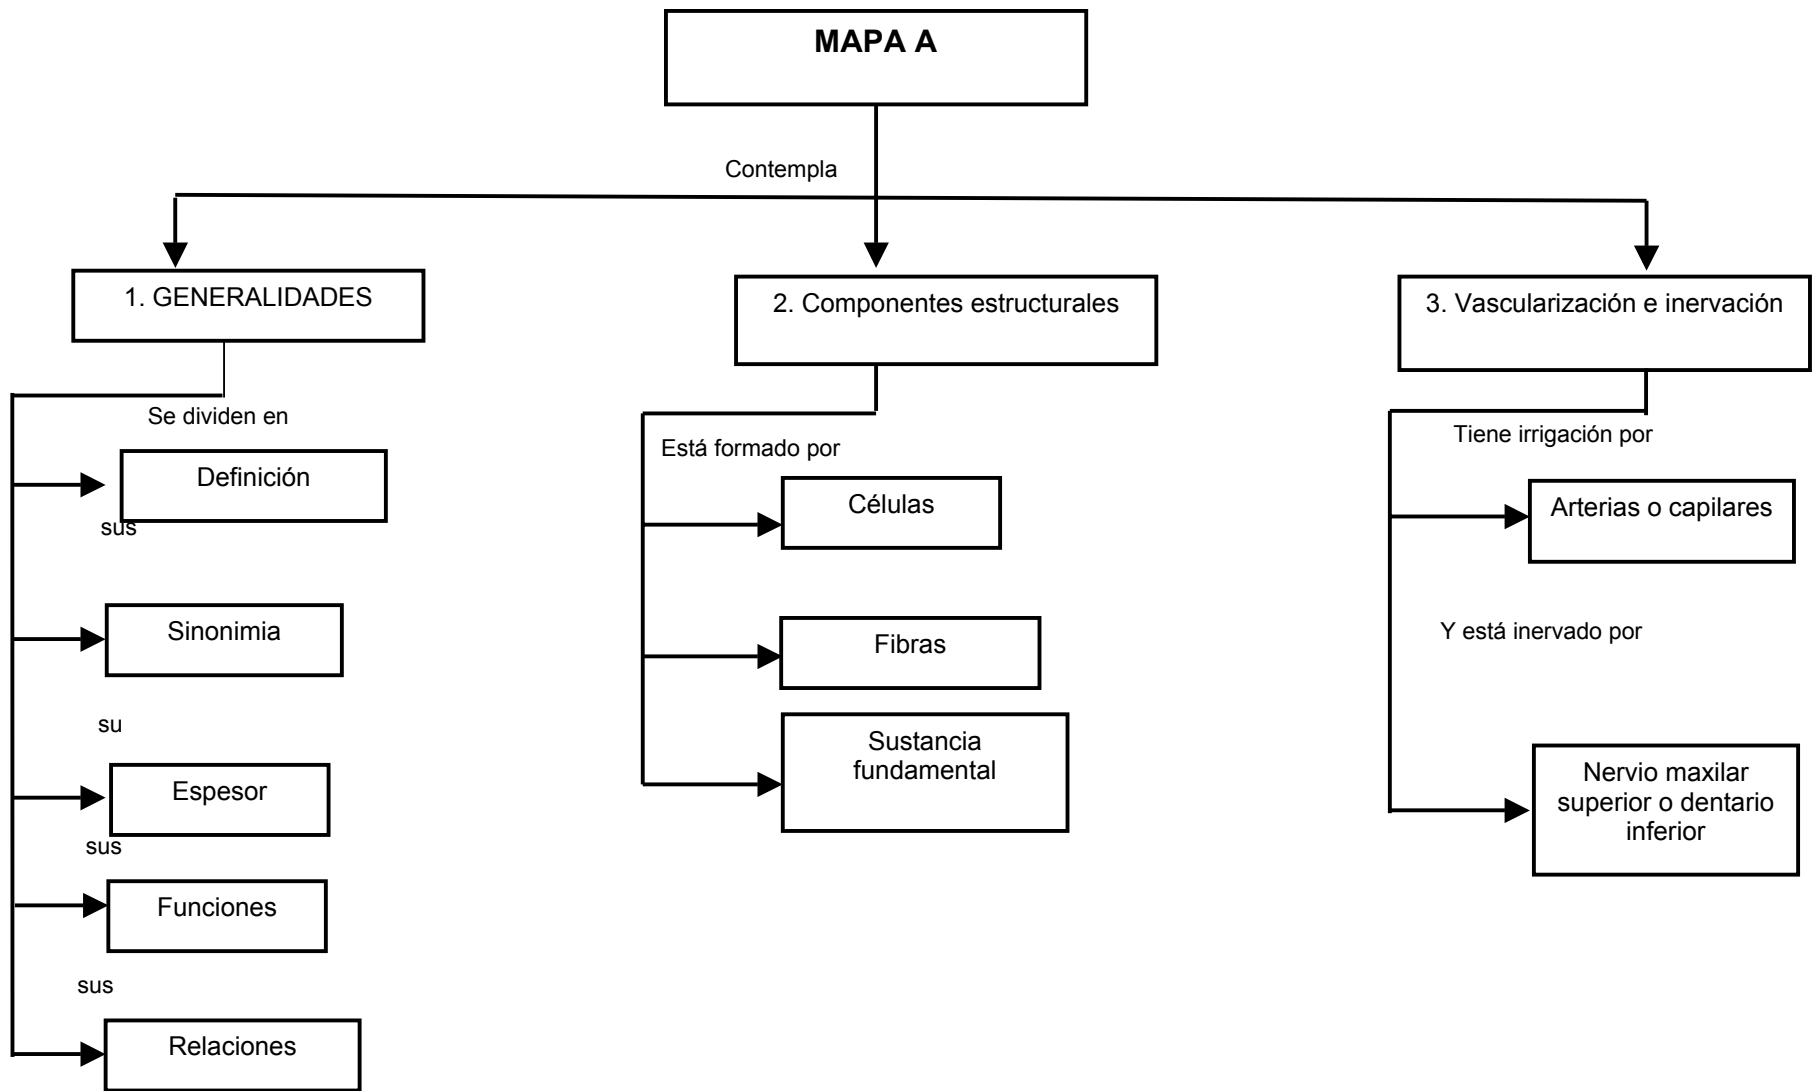 MAPA A
Contempla
1. GENERALIDADES
Se dividen en
Definición
sus
Sinonimia
su
Espesor
sus
Funciones
sus
Relaciones
2. Componentes estructurales
Está formado por
Células
Fibras
Sustancia
fundamental
3. Vascularización e inervación
Tiene irrigación por
Arterias o capilares
Y está inervado por
Nervio maxilar
superior o dentario
inferior